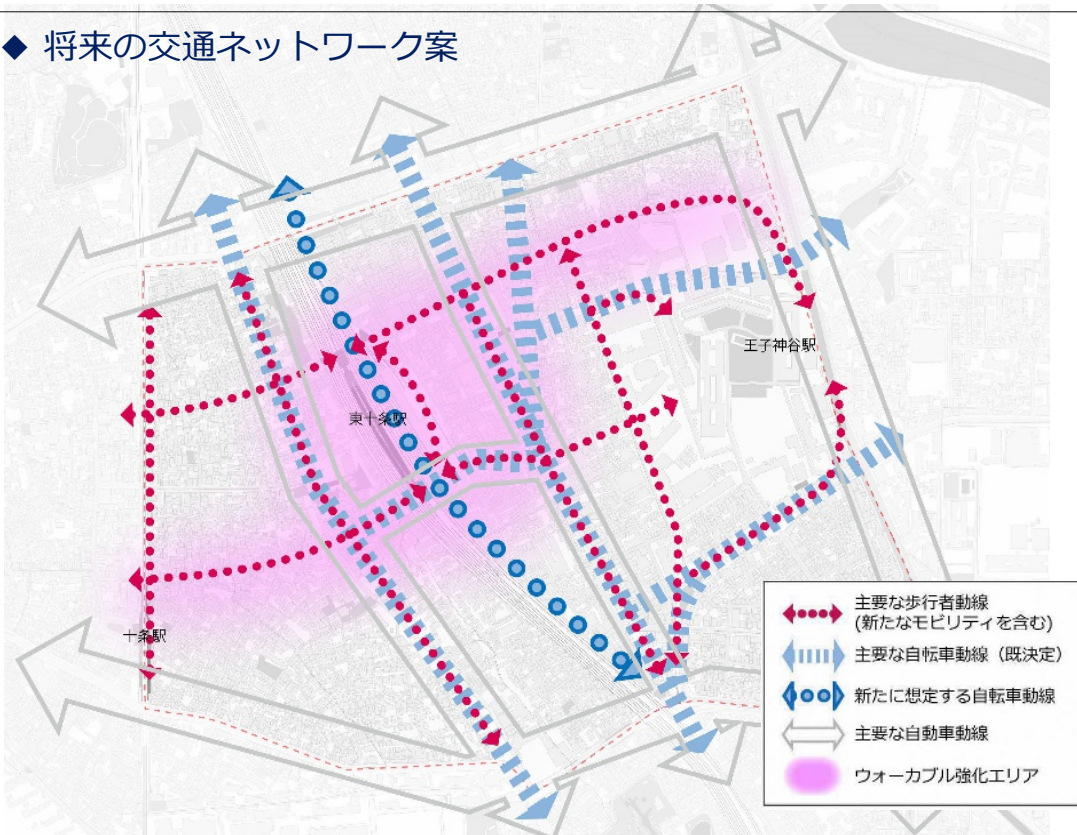 ◆ 将来の交通ネットワーク案
王子神谷駅
東十条駅
十条駅
主要な歩行者動線
(新たなモビリティを含む)
主要な自転車動線（既決定）
新たに想定する自転車動線
主要な自動車動線
ウォーカブル強化エリア